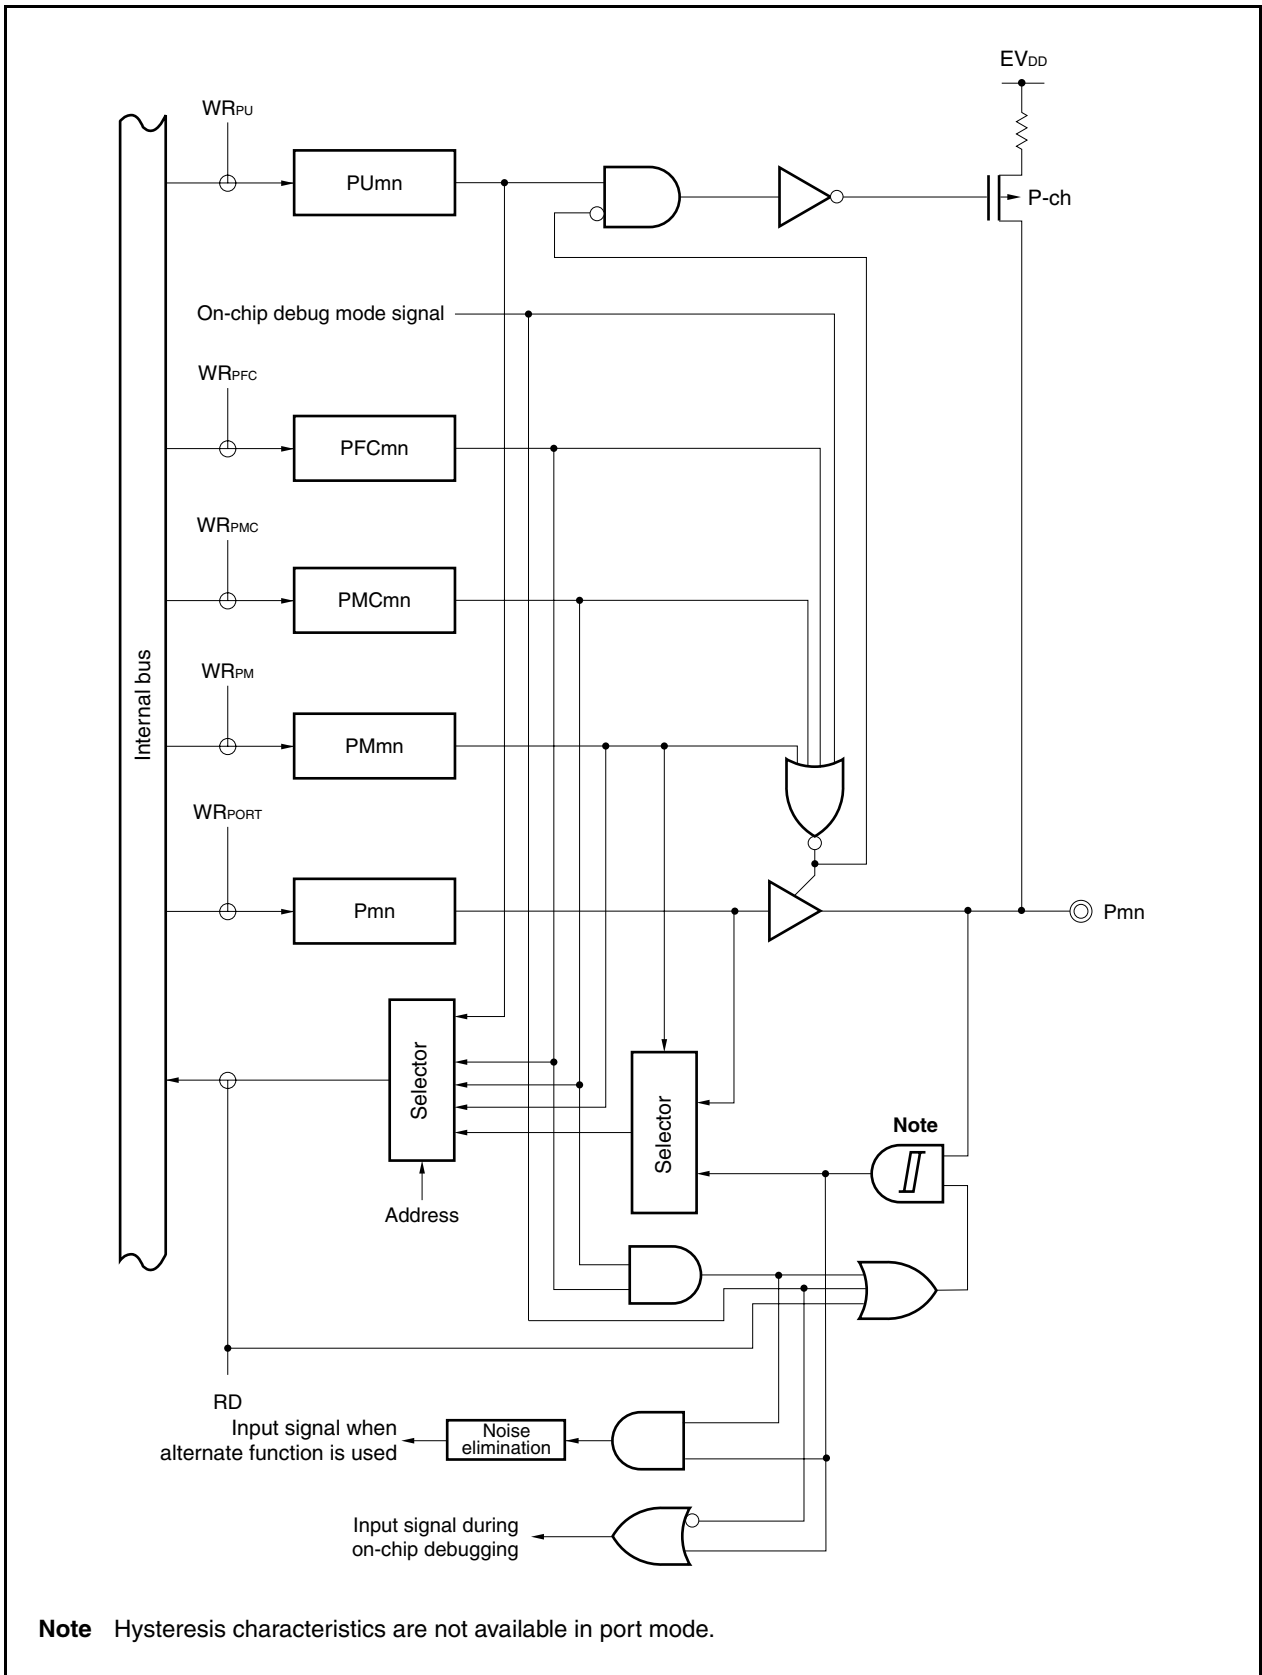 EVDD
WRPU
PUmn
P-ch
On-chip debug mode signal
WRPFC
PFCmn
WRPMC
PMCmn
Internal bus
WRPM
PMmn
WRPORT
Pmn
Pmn
Selector
Selector
Note
Address
RD
Input signal when
alternate function is used
Noise
elimination
Input signal during
on-chip debugging
Note Hysteresis characteristics are not available in port mode.